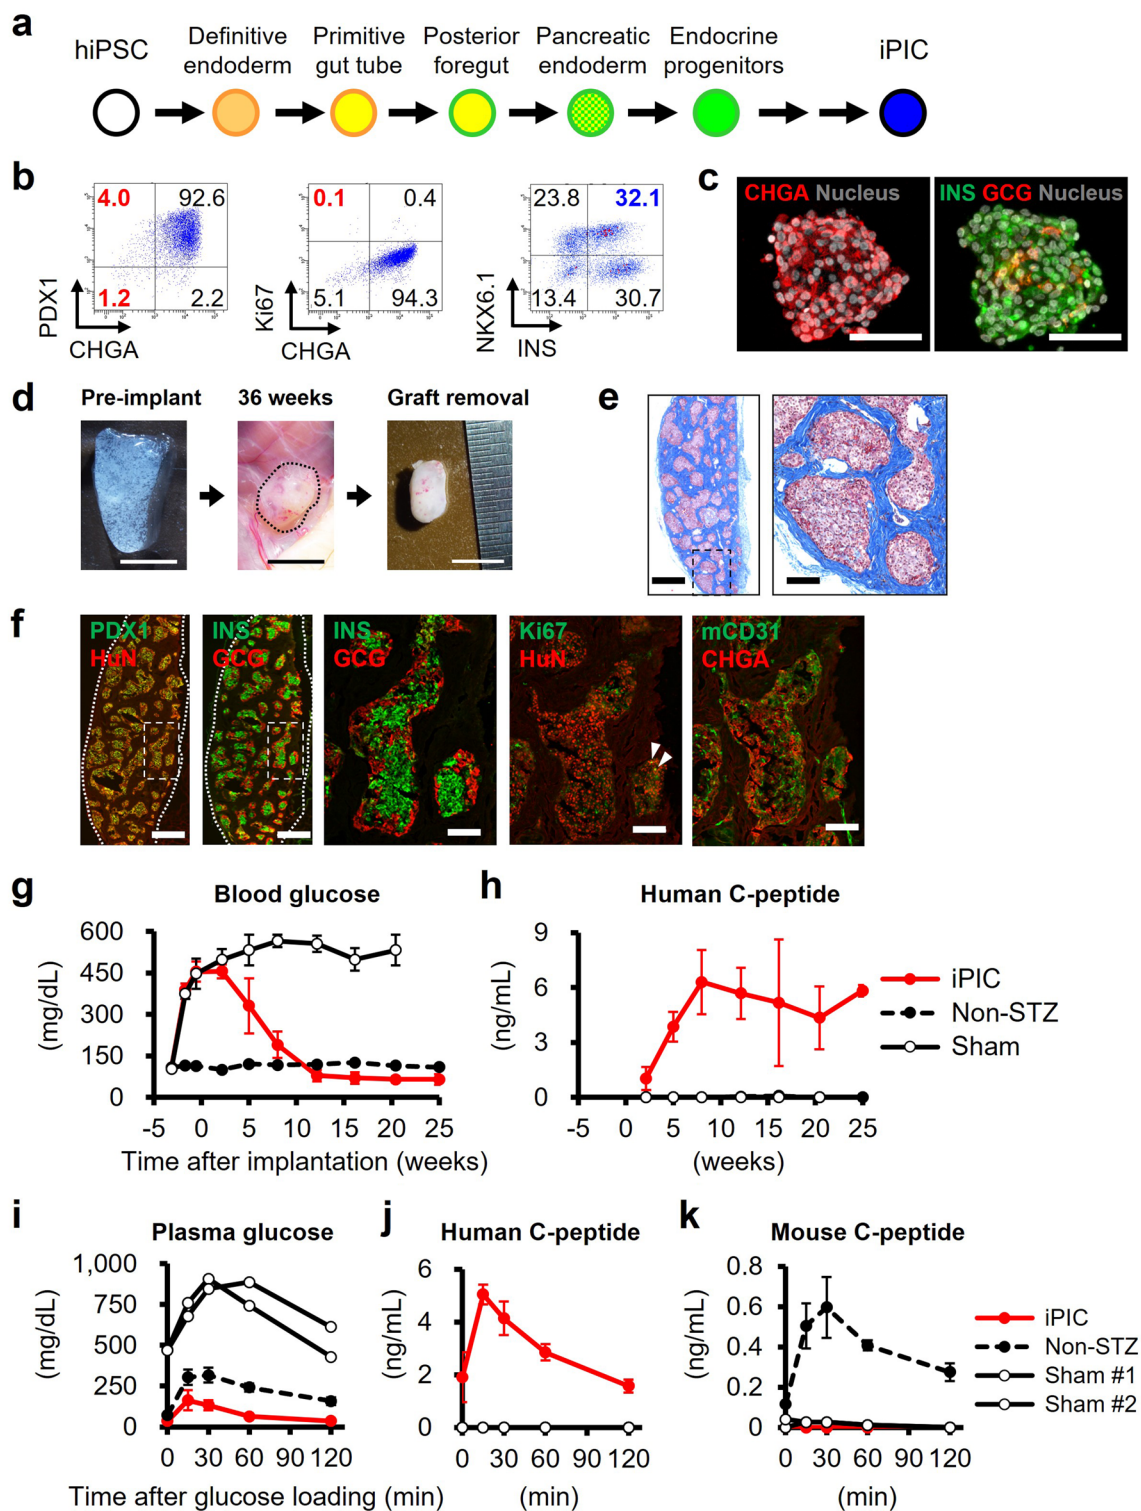 a
hiPSC
Definitive endoderm
Primitive gut tube
Posterior foregut
Pancreatic endoderm
Endocrine progenitors
iPIC
b
4.0 92.6
1.2 2.2
PDX1
CHGA
0.1 0.4
5.1 94.3
Ki67
CHGA
23.8 32.1
13.4 30.7
NKX6.1
INS
c
CHGA Nucleus
INS GCG Nucleus
d
Pre-implant
36 weeks
Graft removal
e
f
PDX1
HuN
INS
GCG
INS
GCG
Ki67
HuN
mCD31
CHGA
g
Blood glucose
(mg/dL)
600
450
300
150
0
-5 0 5 10 15 20 25
Time after implantation (weeks)
h
Human C-peptide
(ng/mL)
9
6
3
0
-5 0 5 10 15 20 25
(weeks)
iPIC
Non-STZ
Sham
i
Plasma glucose
(mg/dL)
1,000
750
500
250
0
0 30 60 90 120
Time after glucose loading (min)
j
Human C-peptide
(ng/mL)
6
4
2
0
0 30 60 90 120
(min)
k
Mouse C-peptide
(ng/mL)
0.8
0.6
0.4
0.2
0
0 30 60 90 120
(min)
iPIC
Non-STZ
Sham #1
Sham #2